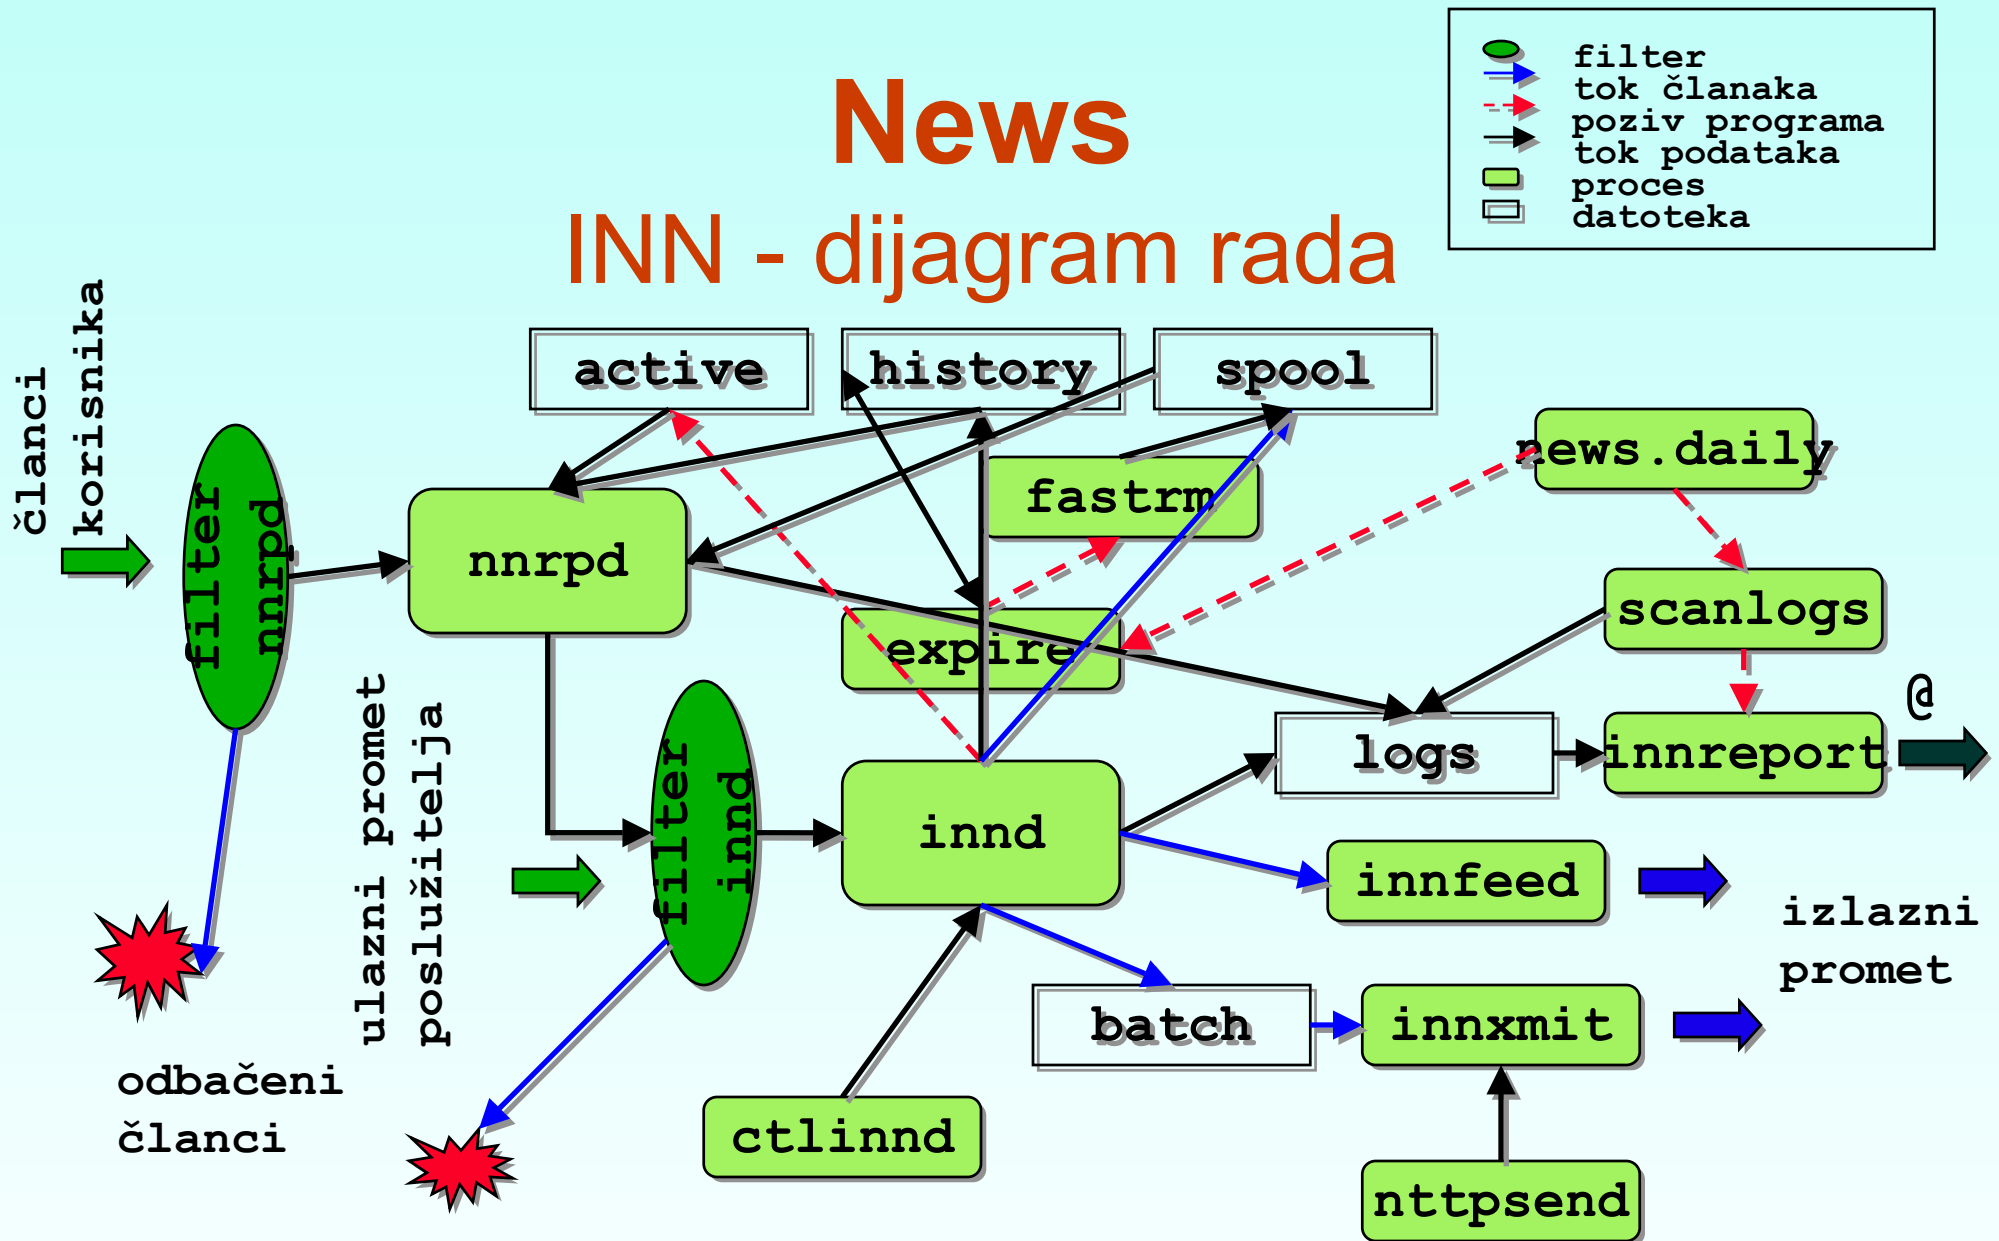 News
INN - dijagram rada
filter
tok članaka
poziv programa
tok podataka
proces
datoteka
članci
korisnika
active
history
spool
filter
nnrpd
nnrpd
fastrm
news.daily
expire
scanlogs
ulazni promet
poslužitelja
filter
innd
innd
logs
innreport
@
innfeed
izlazni
promet
odbačeni
članci
batch
innxmit
ctlinnd
nttpsend